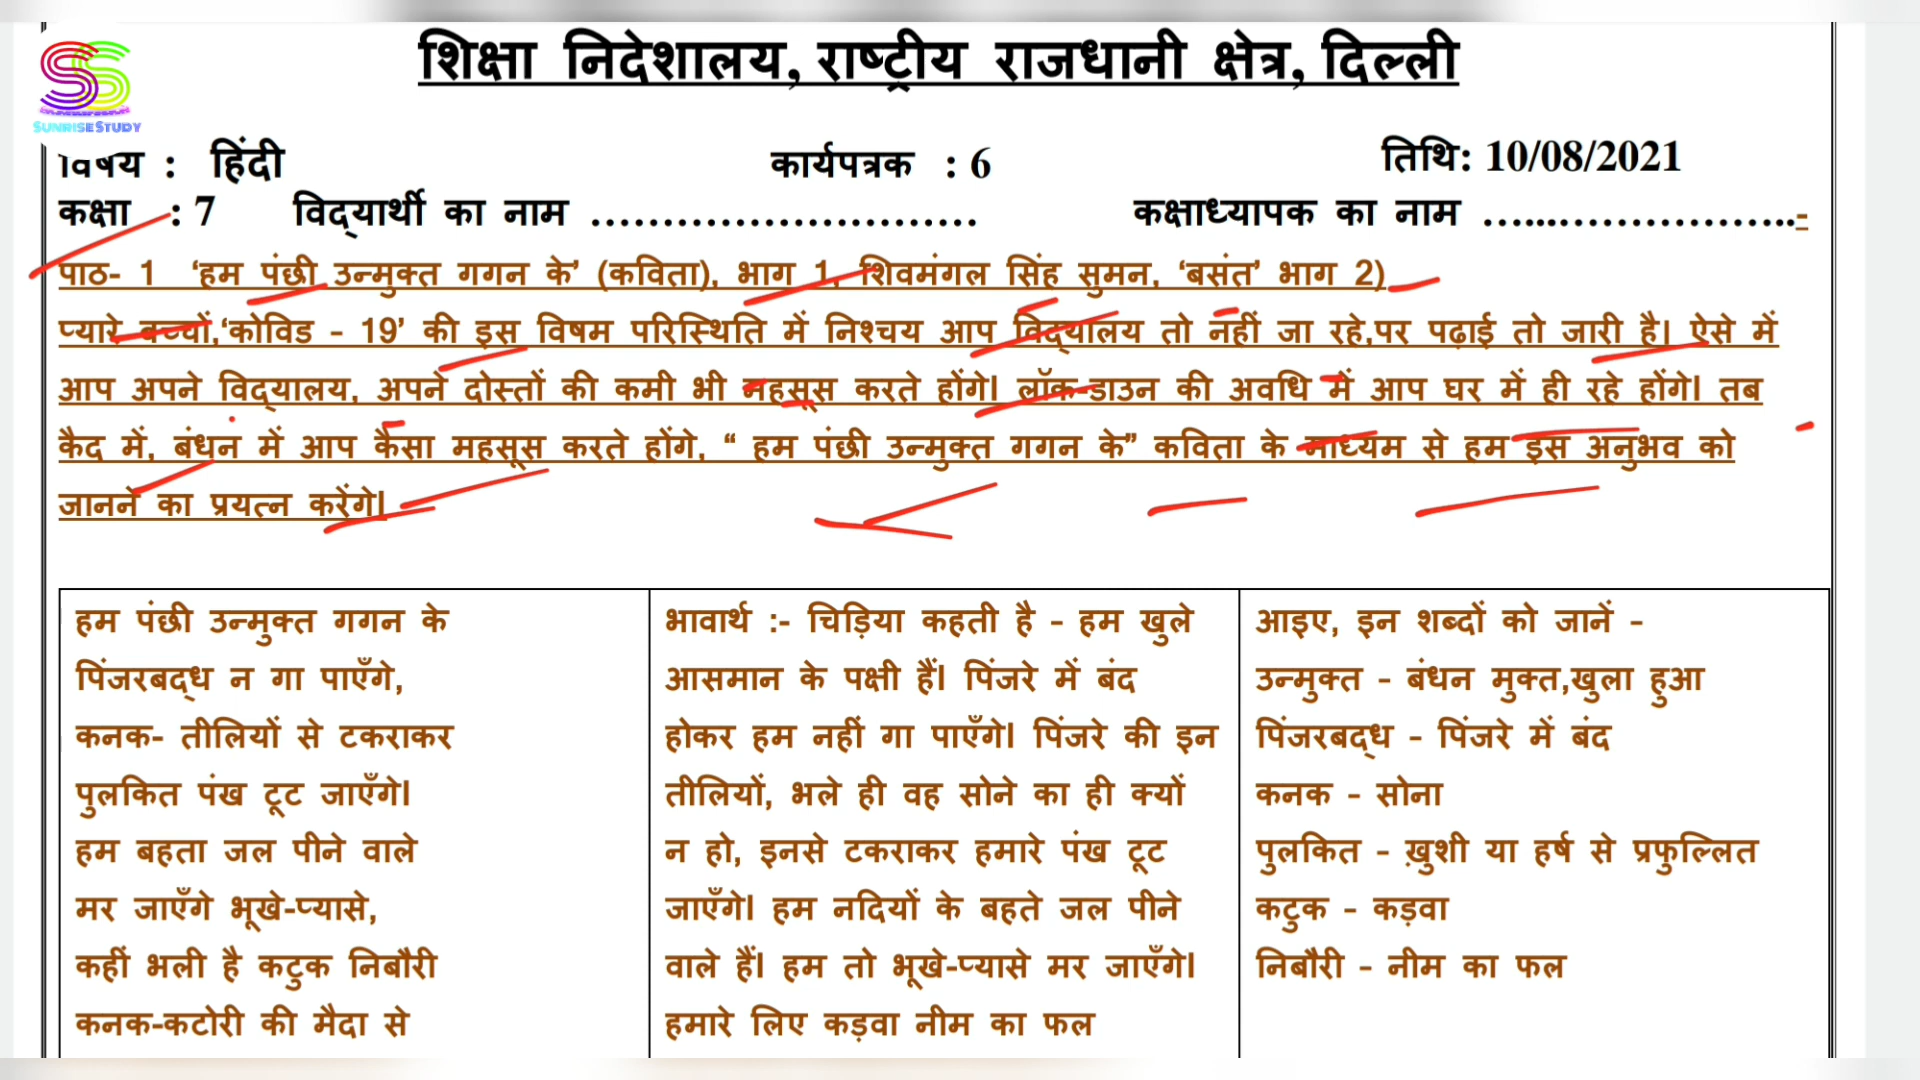 शिक्षा निदेशालय, राष्ट्रीय राजधानी क्षेत्र, दिल्ली
SUNRISESTUDY
विषय : हिंदी कार्यपत्रक : 6 तिथि: 10/08/2021
कक्षा : 7 विद्यार्थी का नाम ........................... कक्षाध्यापक का नाम ......................-
पाठ- 1 ‘हम पंछी उन्मुक्त गगन के’ (कविता), भाग 1, शिवमंगल सिंह सुमन, ‘बसंत’ भाग 2)
प्यारे बच्चों,‘कोविड – 19’ की इस विषम परिस्थिति में निश्चय आप विद्यालय तो नहीं जा रहे,पर पढ़ाई तो जारी है। ऐसे में
आप अपने विद्यालय, अपने दोस्तों की कमी भी महसूस करते होंगे। लॉक-डाउन की अवधि में आप घर में ही रहे होंगे। तब
कैद में, बंधन में आप कैसा महसूस करते होंगे, “ हम पंछी उन्मुक्त गगन के” कविता के माध्यम से हम इस अनुभव को
जानने का प्रयत्न करेंगे।
हम पंछी उन्मुक्त गगन के
पिंजरबद्ध न गा पाएँगे,
कनक- तीलियों से टकराकर
पुलकित पंख टूट जाएँगे।
हम बहता जल पीने वाले
मर जाएँगे भूखे-प्यासे,
कहीं भली है कटुक निबौरी
कनक-कटोरी की मैदा से
भावार्थ :- चिड़िया कहती है – हम खुले
आसमान के पक्षी हैं। पिंजरे में बंद
होकर हम नहीं गा पाएँगे। पिंजरे की इन
तीलियों, भले ही वह सोने का ही क्यों
न हो, इनसे टकराकर हमारे पंख टूट
जाएँगे। हम नदियों के बहते जल पीने
वाले हैं। हम तो भूखे-प्यासे मर जाएँगे।
हमारे लिए कड़वा नीम का फल
आइए, इन शब्दों को जानें –
उन्मुक्त – बंधन मुक्त,खुला हुआ
पिंजरबद्ध – पिंजरे में बंद
कनक – सोना
पुलकित – ख़ुशी या हर्ष से प्रफुल्लित
कटुक – कड़वा
निबौरी – नीम का फल